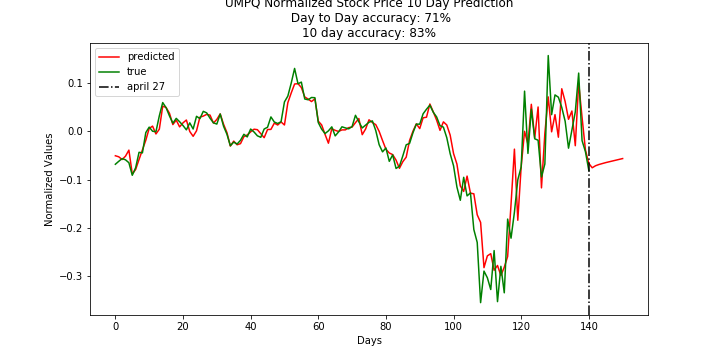 UMPQ Normalized Stock Price 10 Day Prediction
Day to Day accuracy: 71%
10 day accuracy: 83%
predicted
true
april 27
Normalized Values
0.1
0.0
−0.1
−0.2
−0.3
0
20
40
60
80
100
120
140
Days